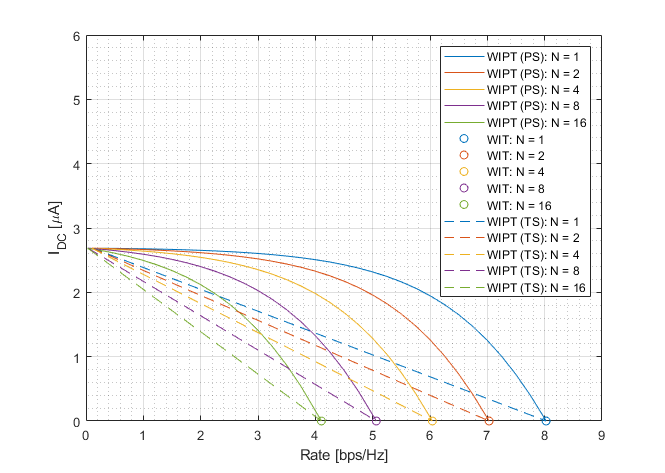 6
5
4
3
2
1
0
0 1 2 3 4 5 6 7 8 9
I_DC [μA]
Rate [bps/Hz]
WIPT (PS): N = 1
WIPT (PS): N = 2
WIPT (PS): N = 4
WIPT (PS): N = 8
WIPT (PS): N = 16
WIT: N = 1
WIT: N = 2
WIT: N = 4
WIT: N = 8
WIT: N = 16
WIPT (TS): N = 1
WIPT (TS): N = 2
WIPT (TS): N = 4
WIPT (TS): N = 8
WIPT (TS): N = 16